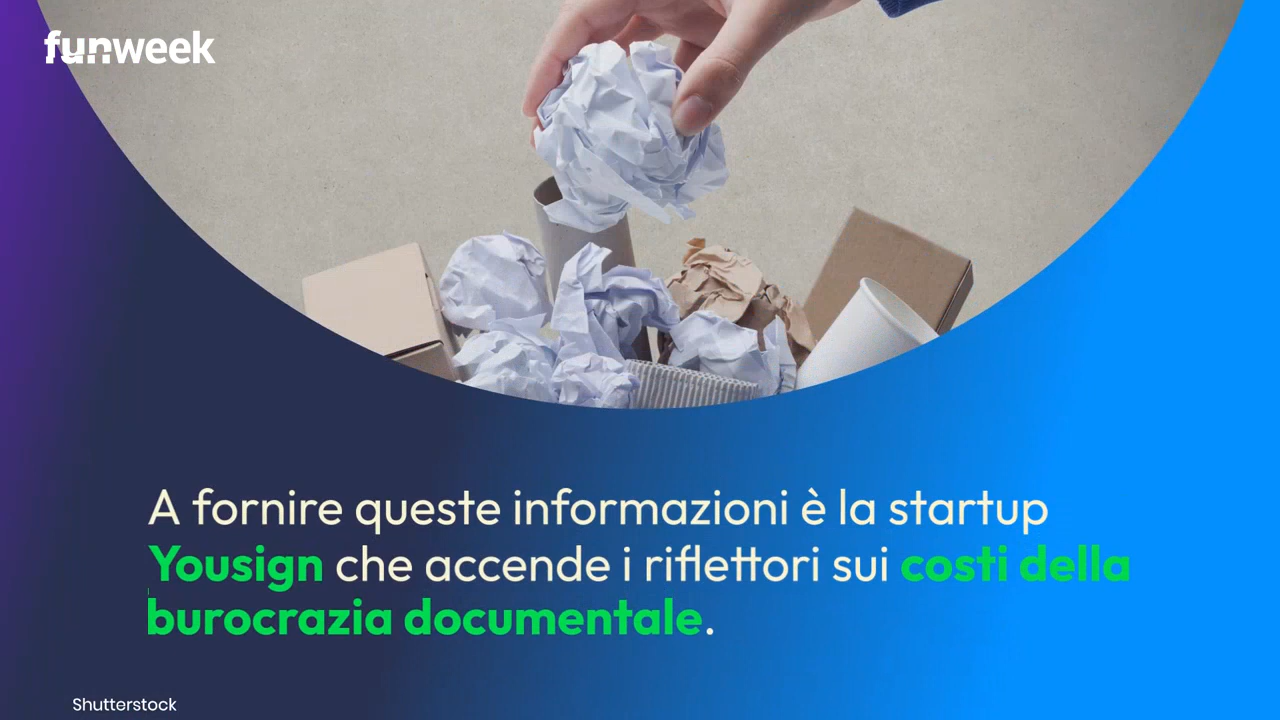 funweek
A fornire queste informazioni è la startup
Yousign che accende i riflettori sui costi della
burocrazia documentale.
Shutterstock